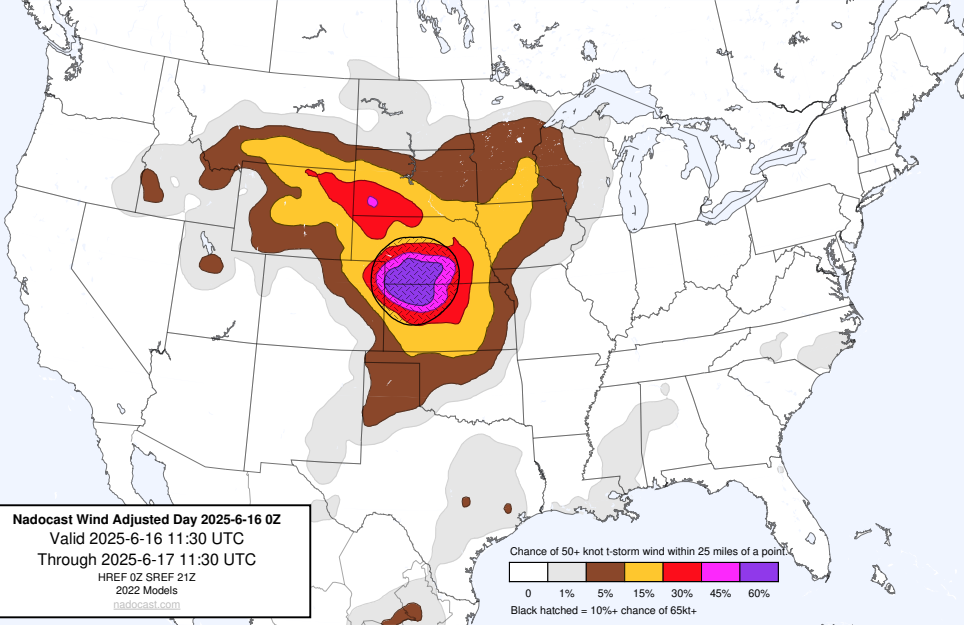 Nadocast Wind Adjusted Day 2025-6-16 0Z
Valid 2025-6-16 11:30 UTC
Through 2025-6-17 11:30 UTC
HREF 0Z SREF 21Z
2022 Models
nadocast.com
Chance of 50+ knot t-storm wind within 25 miles of a point.
0 1% 5% 15% 30% 45% 60%
Black hatched = 10%+ chance of 65kt+